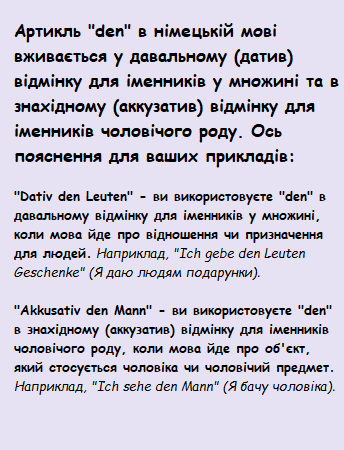 Артикль "den" в німецькій мові
вживається у давальному (датив)
відмінку для іменників у множині та в
знахідному (аккузатив) відмінку для
іменників чоловічого роду. Ось
пояснення для ваших прикладів:
"Dativ den Leuten" - ви використовуєте "den" в
давальному відмінку для іменників у множині,
коли мова йде про відношення чи призначення
для людей. Наприклад, "Ich gebe den Leuten
Geschenke" (Я даю людям подарунки).
"Akkusativ den Mann" - ви використовуєте "den"
в знахідному (аккузатив) відмінку для іменників
чоловічого роду, коли мова йде про об'єкт,
який стосується чоловіка чи чоловічий предмет.
Наприклад, "Ich sehe den Mann" (Я бачу чоловіка).